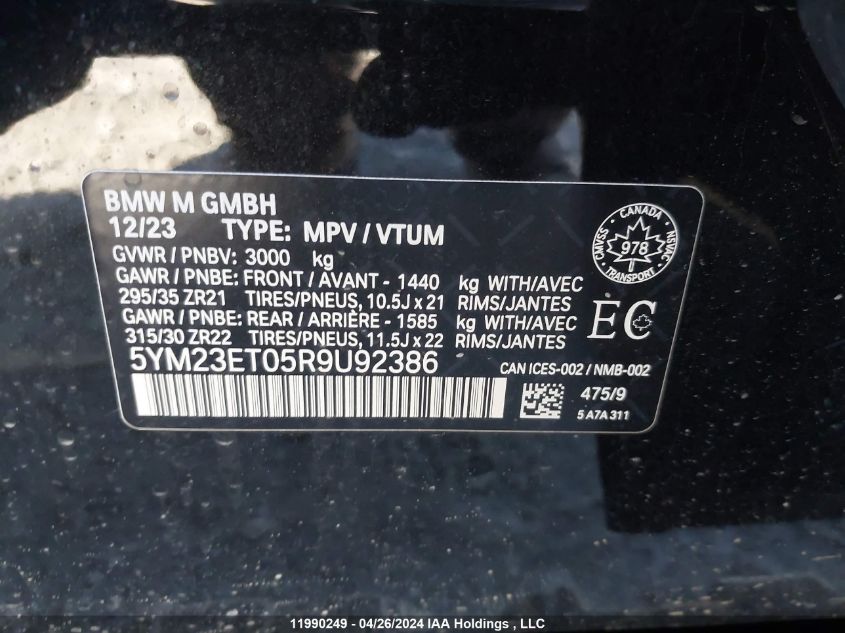 BMW M GMBH
12/23 TYPE: MPV / VTUM
GVWR / PNBV: 3000 kg
GAWR / PNBE: FRONT / AVANT - 1440 kg WITH/AVEC
295/35 ZR21 TIRES/PNEUS, 10.5J x 21 RIMS/JANTES
GAWR / PNBE: REAR / ARRIÈRE - 1585 kg WITH/AVEC
315/30 ZR22 TIRES/PNEUS, 11.5J x 22 RIMS/JANTES
5YM23ET05R9U92386
CANADA
CMVSS 978 NSVAC
TRANSPORT
EC
CAN ICES-002 / NMB-002
475/9
5 A7A 311
11990249 - 04/26/2024 IAA Holdings , LLC